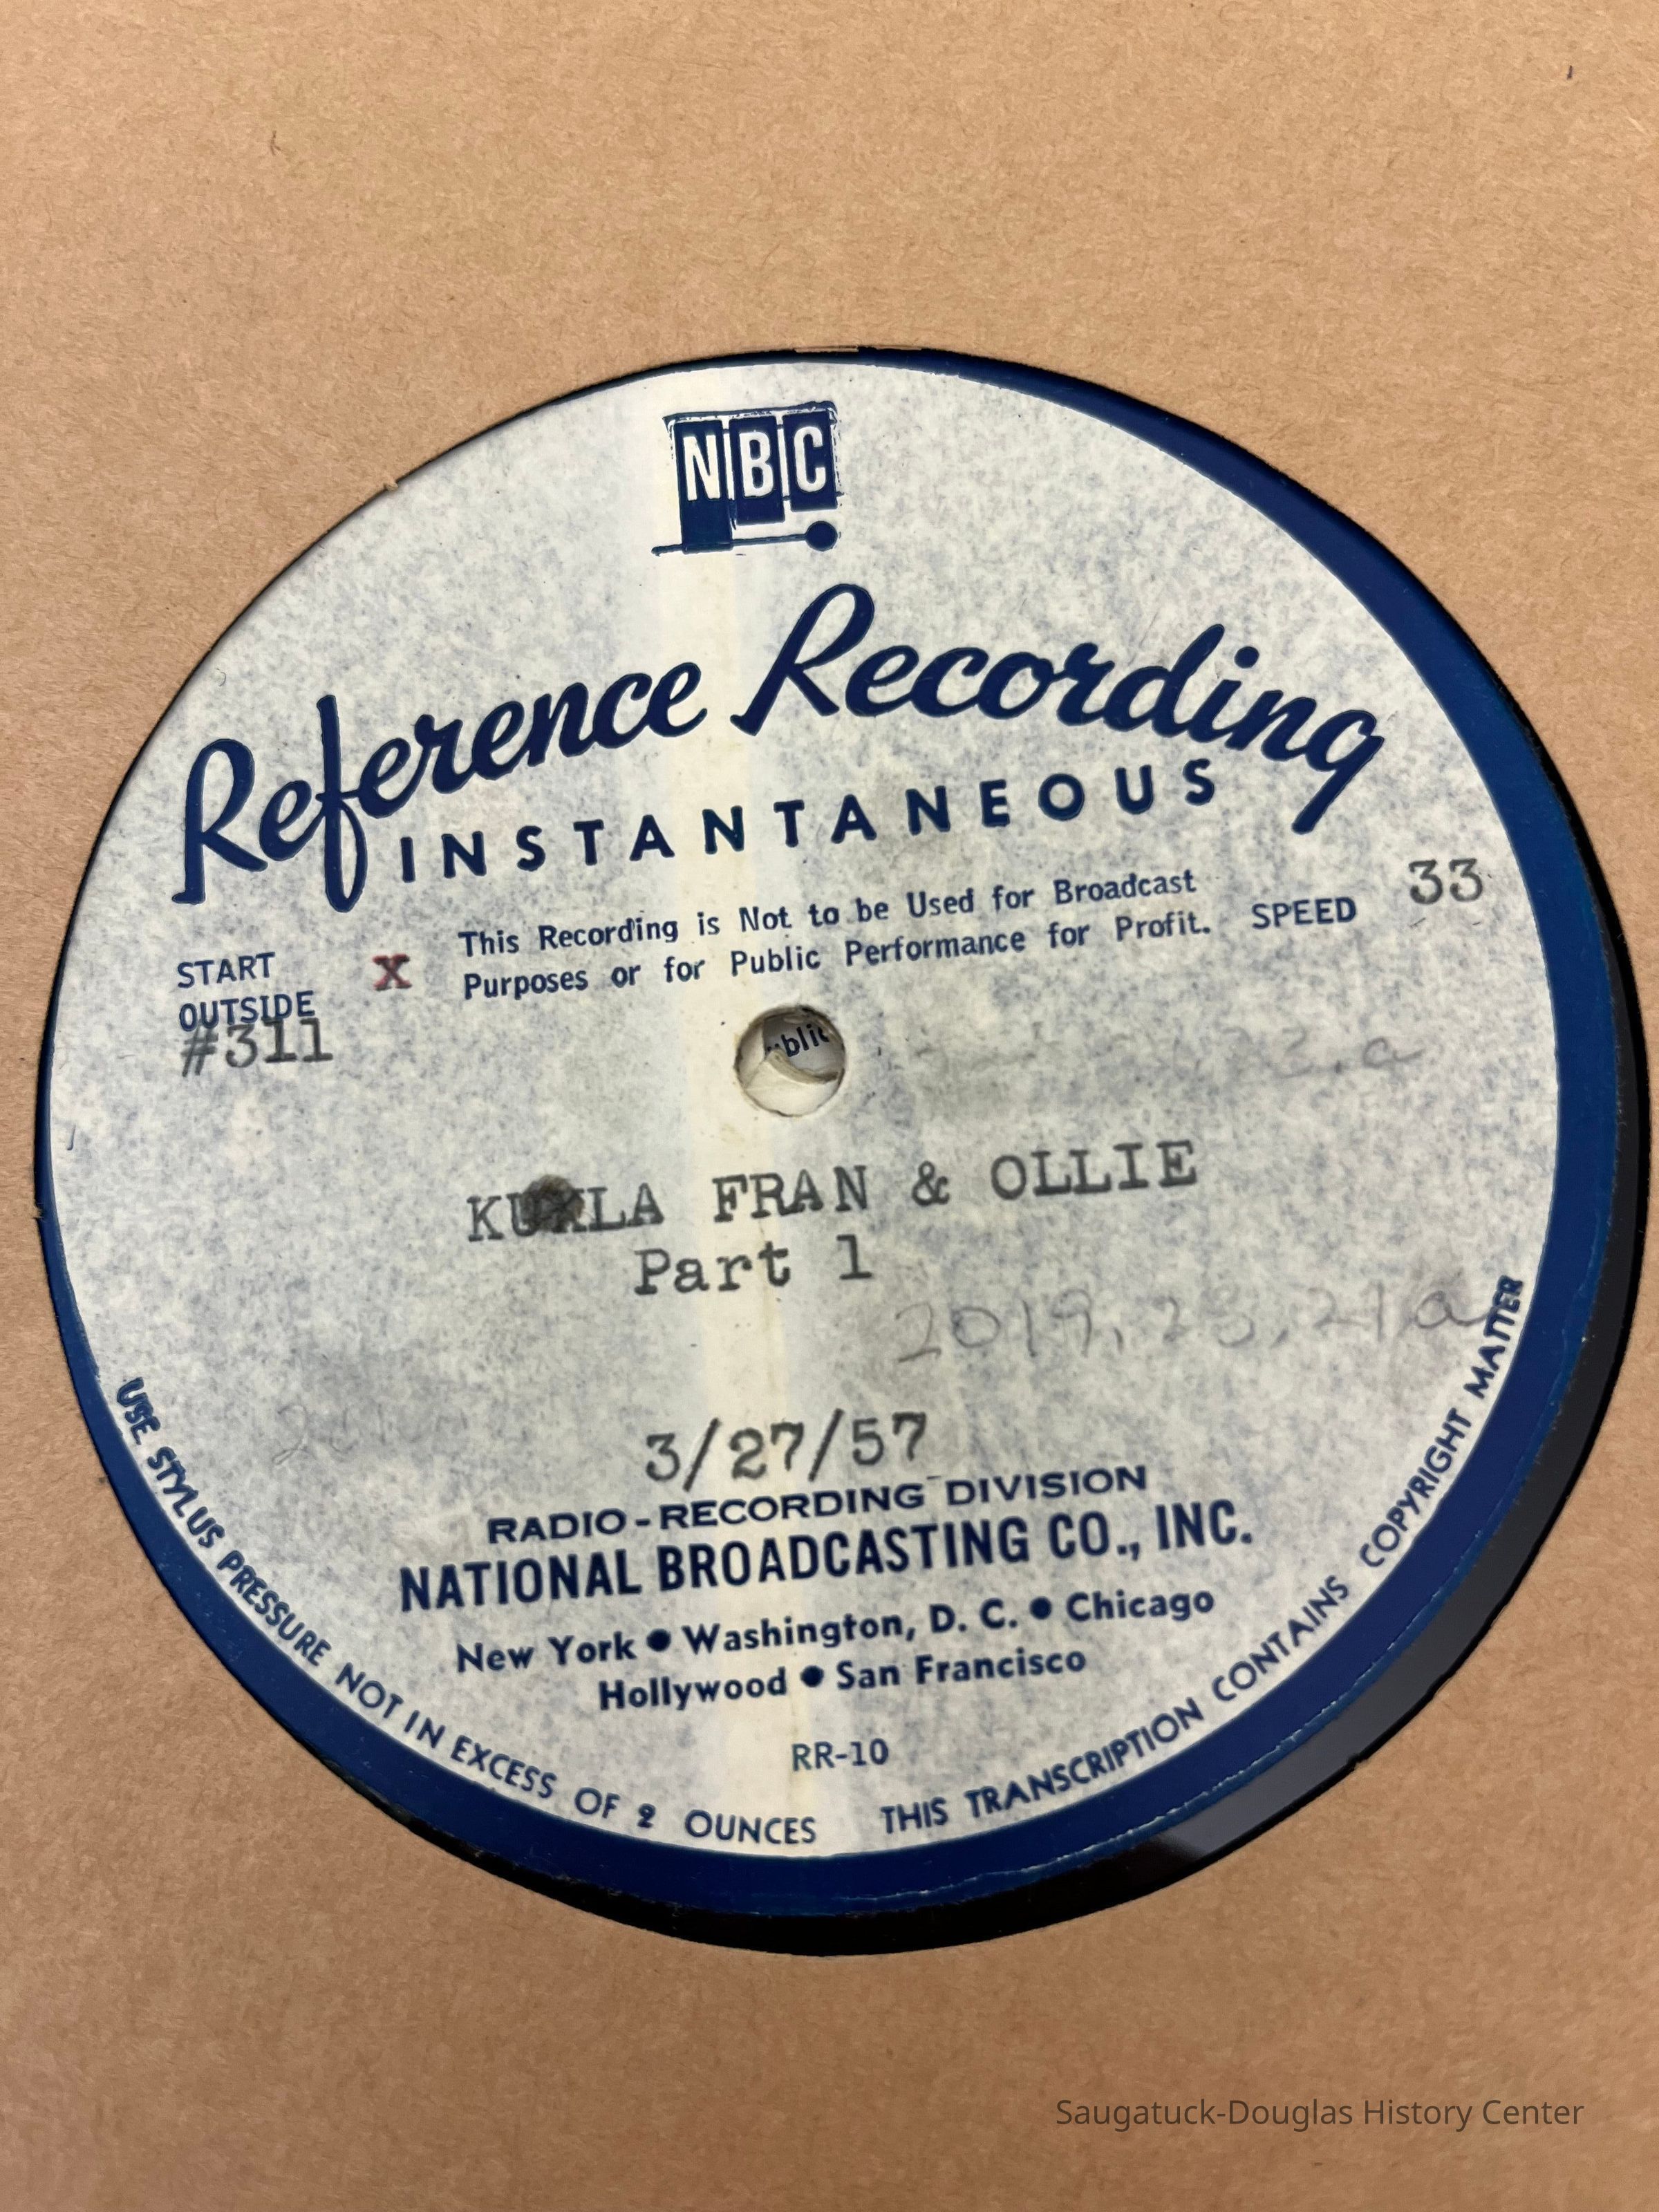 NBC
Reference Recording
INSTANTANEOUS
This Recording is Not to be Used for Broadcast
Purposes or for Public Performance for Profit.
SPEED 33
START
OUTSIDE X
#311
KUKLA FRAN & OLLIE
Part 1
2019.23.21a
3/27/57
RADIO-RECORDING DIVISION
NATIONAL BROADCASTING CO., INC.
New York • Washington, D. C. • Chicago
Hollywood • San Francisco
RR-10
USE STYLUS PRESSURE NOT IN EXCESS OF 2 OUNCES
THIS TRANSCRIPTION CONTAINS COPYRIGHT MATTER
Saugatuck-Douglas History Center